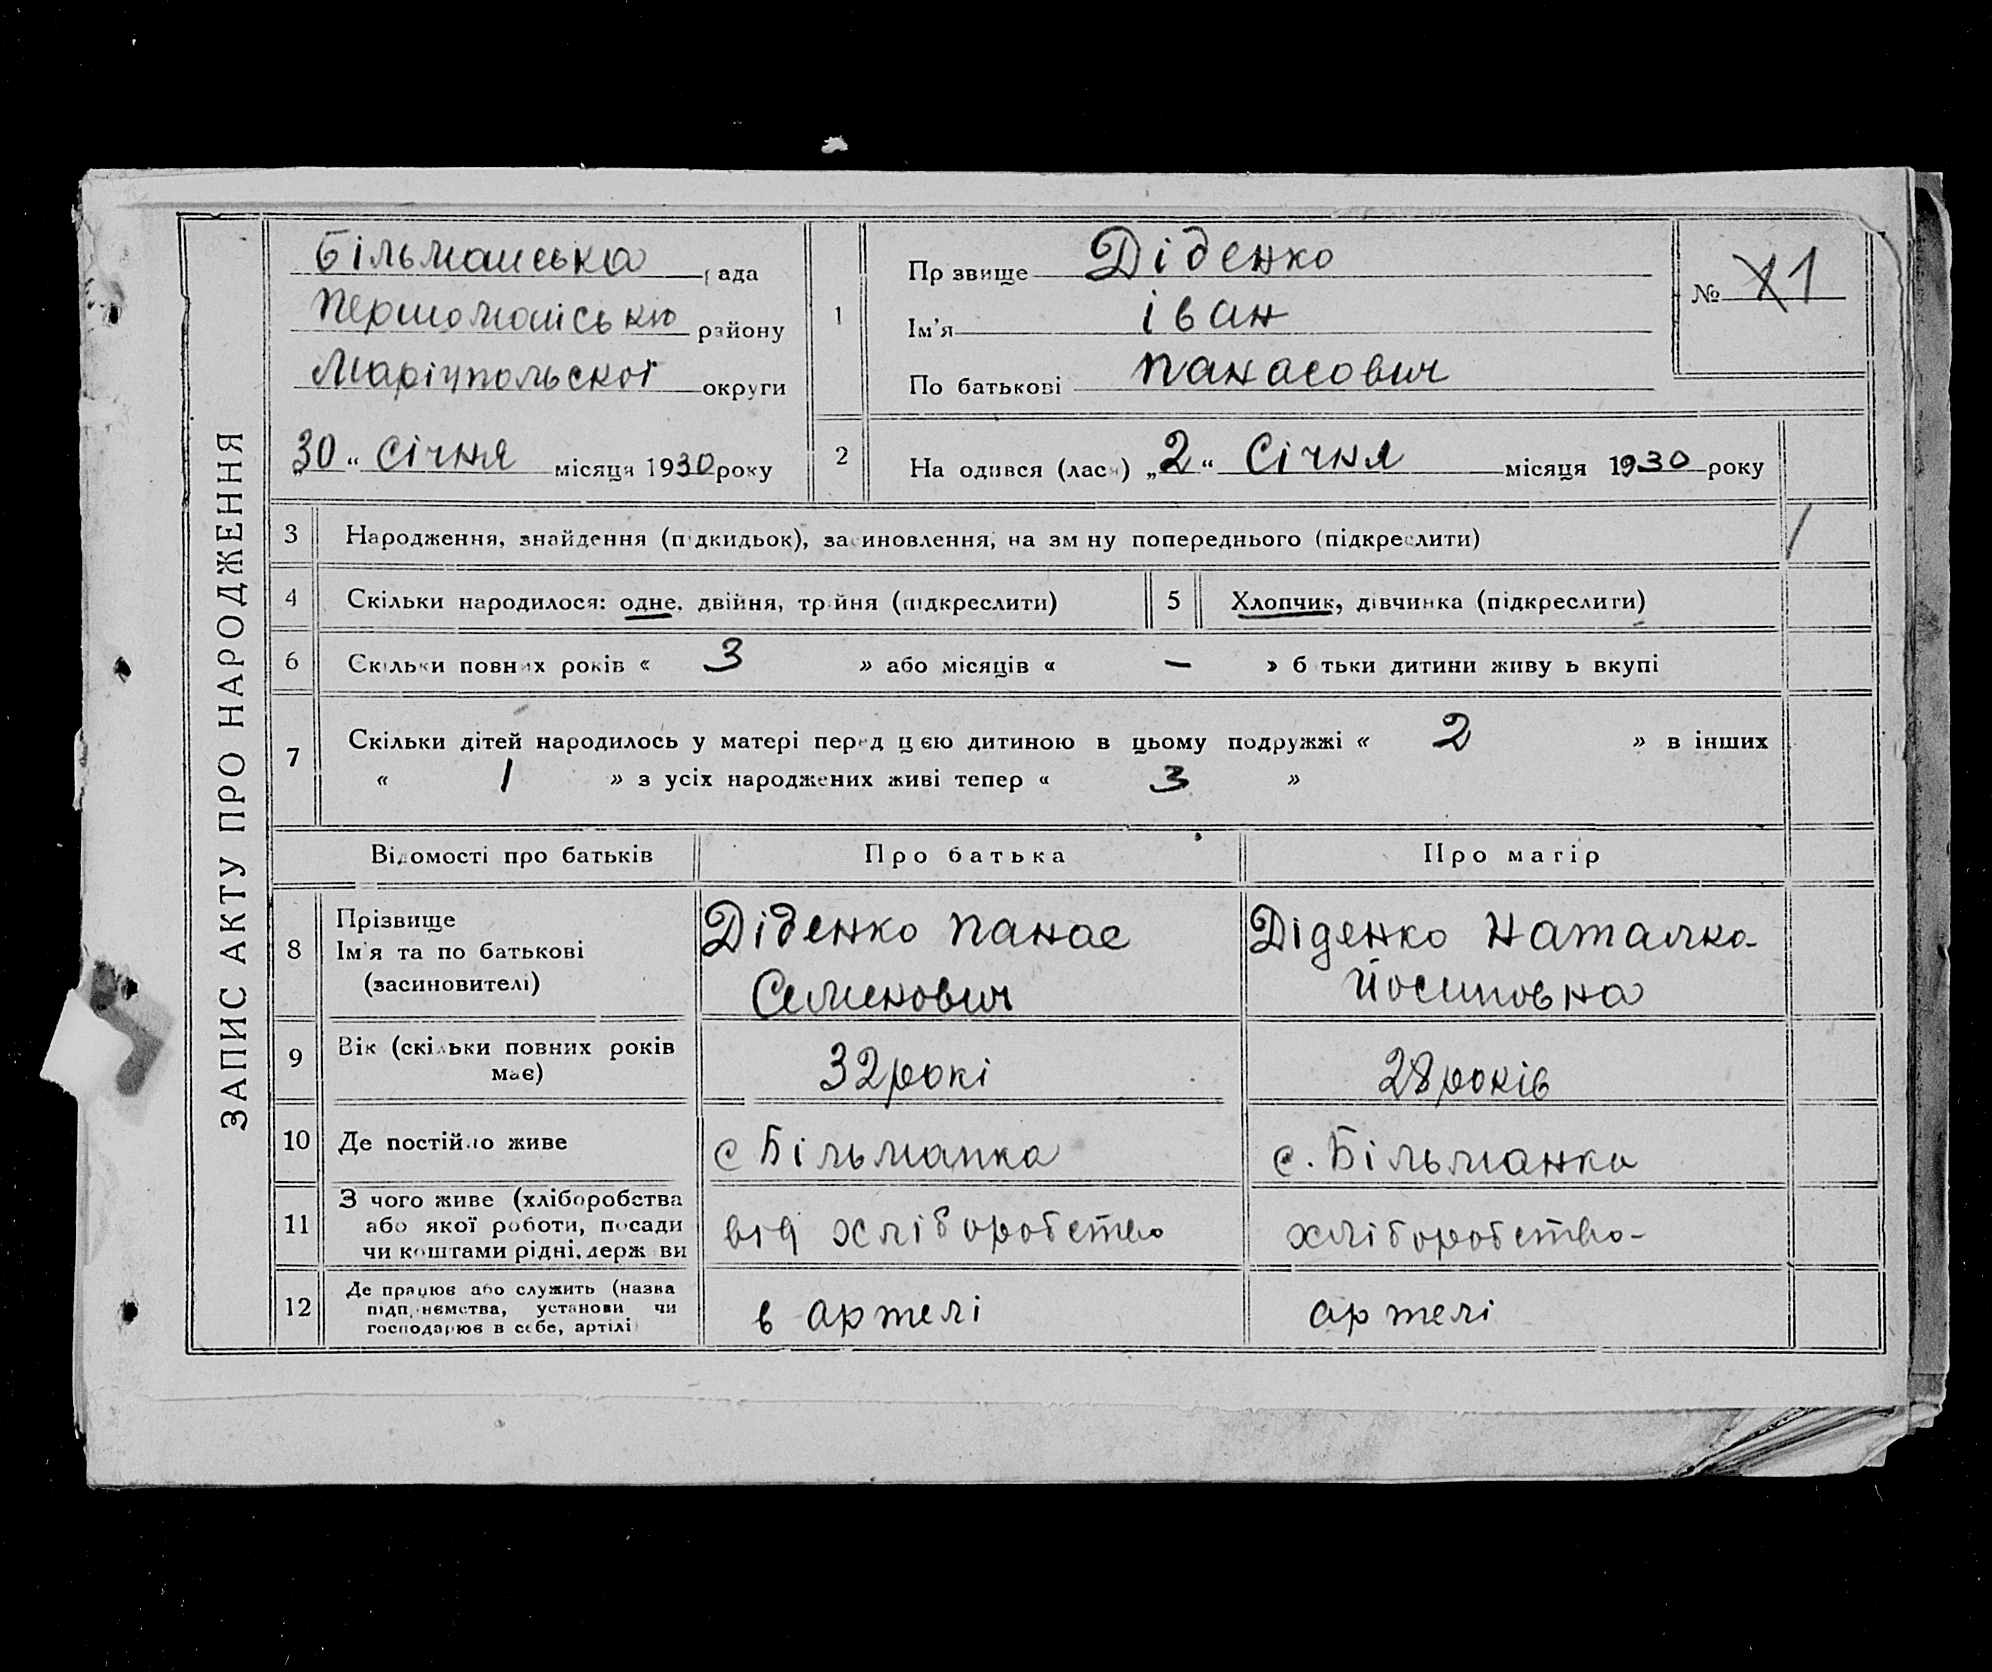 ЗАПИС АКТУ ПРО НАРОДЖЕННЯ
Більманська рада
Першомайсько району
Маріупольскої округи
„30“ Січня місяця 1930 року
1
Прізвище Діденко
Ім'я Іван
По батькові Панасович
№ 1
2
Народився (лася) „2“ Січня місяця 1930 року
3 Народження, знайдення (підкидьок), засиновлення, на зміну попереднього (підкреслити)
4 Скільки народилося: одне, двійня, трійня (підкреслити)
5 Хлопчик, дівчинка (підкреслити)
6 Скільки повних років « 3 » або місяців « — » батьки дитини живуть вкупі
7 Скільки дітей народилось у матері перед цією дитиною в цьому подружжі « 2 » в інших
« 1 » з усіх народжених живі тепер « 3 »
Відомості про батьків Про батька Про матір
8 Прізвище
Ім'я та по батькові
(засиновителі)
Діденко Панас
Семенович
Діденко Наталка
Йосиповна
9 Вік (скільки повних років
має)
32 рокі
28 років
10 Де постійно живе
с Більманка
с. Більманка
11 З чого живе (хліборобства
або якої роботи, посади
чи коштами рідні, держави
від хліборобство
хліборобство
12 Де працює або служить (назва
підприємства, установи чи
господарює в себе, артілі)
в артелі
артелі